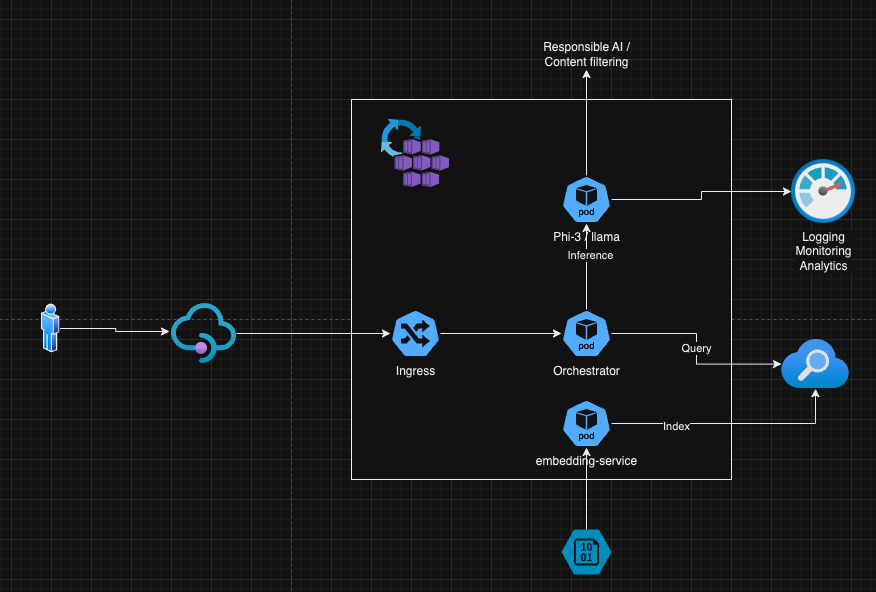 Responsible AI /
Content filtering
pod
Phi-3 / llama
Inference
Logging
Monitoring
Analytics
pod
Ingress
Orchestrator
Query
pod
embedding-service
Index
10
01